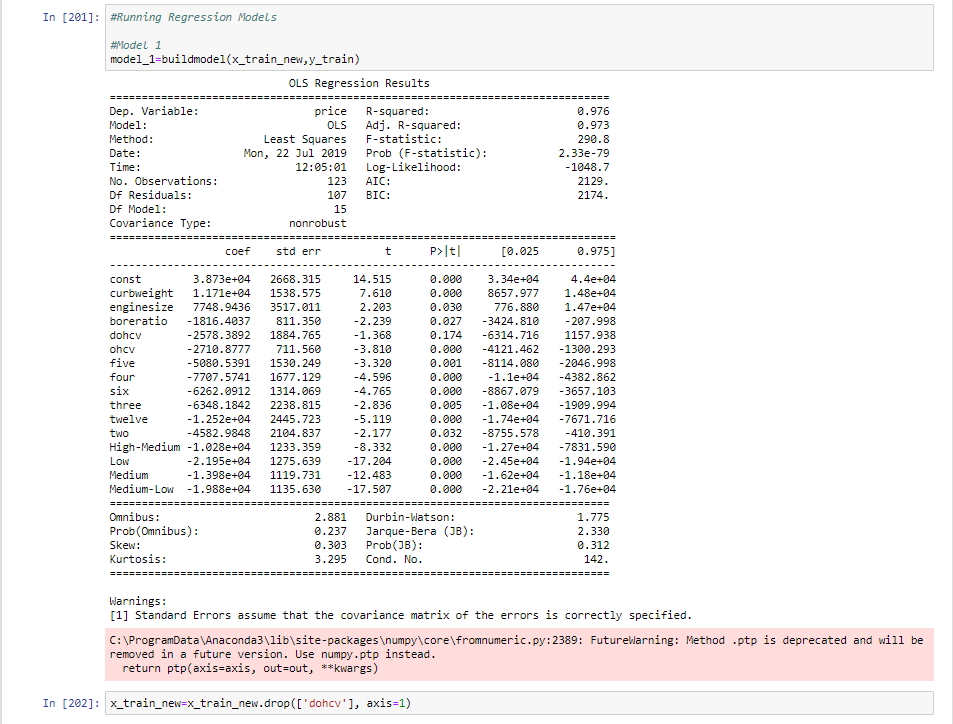 In [201]: #Running Regression Models
#Model 1
model_1=buildmodel(x_train_new,y_train)
OLS Regression Results
==============================================================================
Dep. Variable: price R-squared: 0.976
Model: OLS Adj. R-squared: 0.973
Method: Least Squares F-statistic: 290.8
Date: Mon, 22 Jul 2019 Prob (F-statistic): 2.33e-79
Time: 12:05:01 Log-Likelihood: -1048.7
No. Observations: 123 AIC: 2129.
Df Residuals: 107 BIC: 2174.
Df Model: 15
Covariance Type: nonrobust
===============================================================================
coef std err t P>|t| [0.025 0.975]
-------------------------------------------------------------------------------
const 3.873e+04 2668.315 14.515 0.000 3.34e+04 4.4e+04
curbweight 1.171e+04 1538.575 7.610 0.000 8657.977 1.48e+04
enginesize 7748.9436 3517.011 2.203 0.030 776.880 1.47e+04
boreratio -1816.4037 811.350 -2.239 0.027 -3424.810 -207.998
dohcv -2578.3892 1884.765 -1.368 0.174 -6314.716 1157.938
ohcv -2710.8777 711.560 -3.810 0.000 -4121.462 -1300.293
five -5080.5391 1530.249 -3.320 0.001 -8114.080 -2046.998
four -7707.5741 1677.129 -4.596 0.000 -1.1e+04 -4382.862
six -6262.0912 1314.069 -4.765 0.000 -8867.079 -3657.103
three -6348.1842 2238.815 -2.836 0.005 -1.08e+04 -1909.994
twelve -1.252e+04 2445.723 -5.119 0.000 -1.74e+04 -7671.716
two -4582.9848 2104.837 -2.177 0.032 -8755.578 -410.391
High-Medium -1.028e+04 1233.359 -8.332 0.000 -1.27e+04 -7831.590
Low -2.195e+04 1275.639 -17.204 0.000 -2.45e+04 -1.94e+04
Medium -1.398e+04 1119.731 -12.483 0.000 -1.62e+04 -1.18e+04
Medium-Low -1.988e+04 1135.630 -17.507 0.000 -2.21e+04 -1.76e+04
==============================================================================
Omnibus: 2.881 Durbin-Watson: 1.775
Prob(Omnibus): 0.237 Jarque-Bera (JB): 2.330
Skew: 0.303 Prob(JB): 0.312
Kurtosis: 3.295 Cond. No. 142.
==============================================================================
Warnings:
[1] Standard Errors assume that the covariance matrix of the errors is correctly specified.
C:\ProgramData\Anaconda3\lib\site-packages\numpy\core\fromnumeric.py:2389: FutureWarning: Method .ptp is deprecated and will be
removed in a future version. Use numpy.ptp instead.
return ptp(axis=axis, out=out, **kwargs)
In [202]: x_train_new=x_train_new.drop(['dohcv'], axis=1)